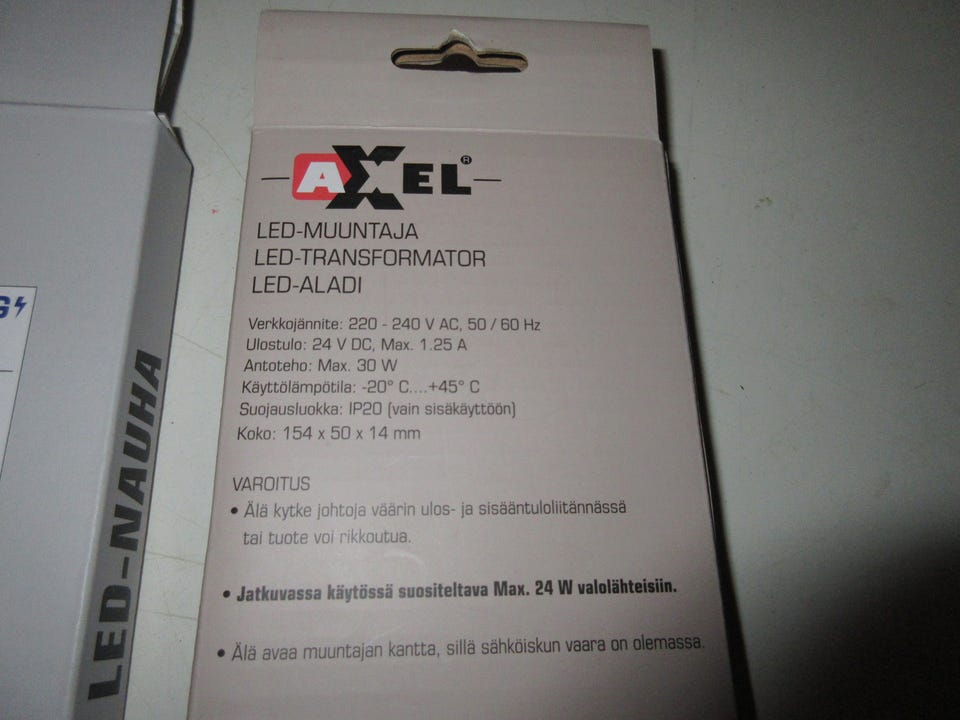 AXXEL®
LED-MUUNTAJA
LED-TRANSFORMATOR
LED-ALADI
Verkkojännite: 220 - 240 V AC, 50 / 60 Hz
Ulostulo: 24 V DC, Max. 1.25 A
Antoteho: Max. 30 W
Käyttölämpötila: -20° C....+45° C
Suojausluokka: IP20 (vain sisäkäyttöön)
Koko: 154 x 50 x 14 mm
VAROITUS
• Älä kytke johtoja väärin ulos- ja sisääntuloliitännässä
tai tuote voi rikkoutua.
• Jatkuvassa käytössä suositeltava Max. 24 W valolähteisiin.
• Älä avaa muuntajan kantta, sillä sähköiskun vaara on olemassa.
LED-NAUHA